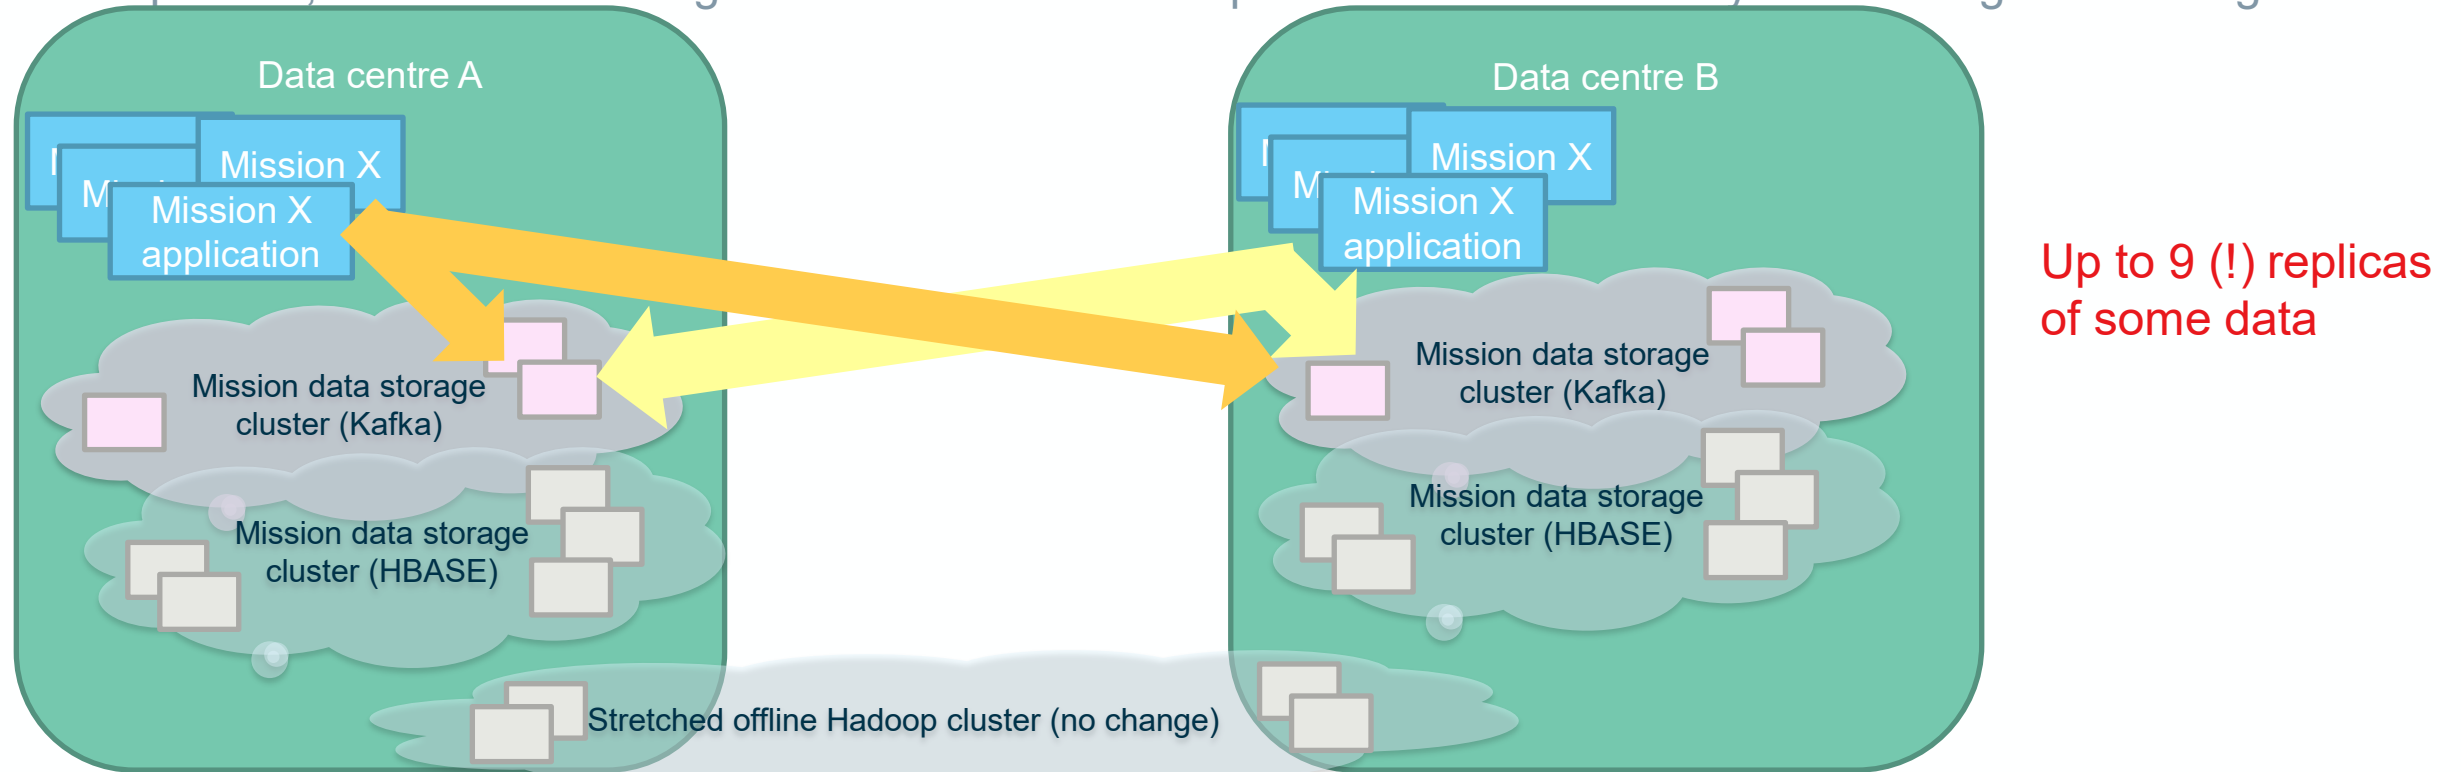 Data centre A
Mission X
Mission X
application
Mission data storage
cluster (Kafka)
Mission data storage
cluster (HBASE)
Data centre B
Mission X
Mission X
application
Mission data storage
cluster (Kafka)
Mission data storage
cluster (HBASE)
Stretched offline Hadoop cluster (no change)
Up to 9 (!) replicas
of some data